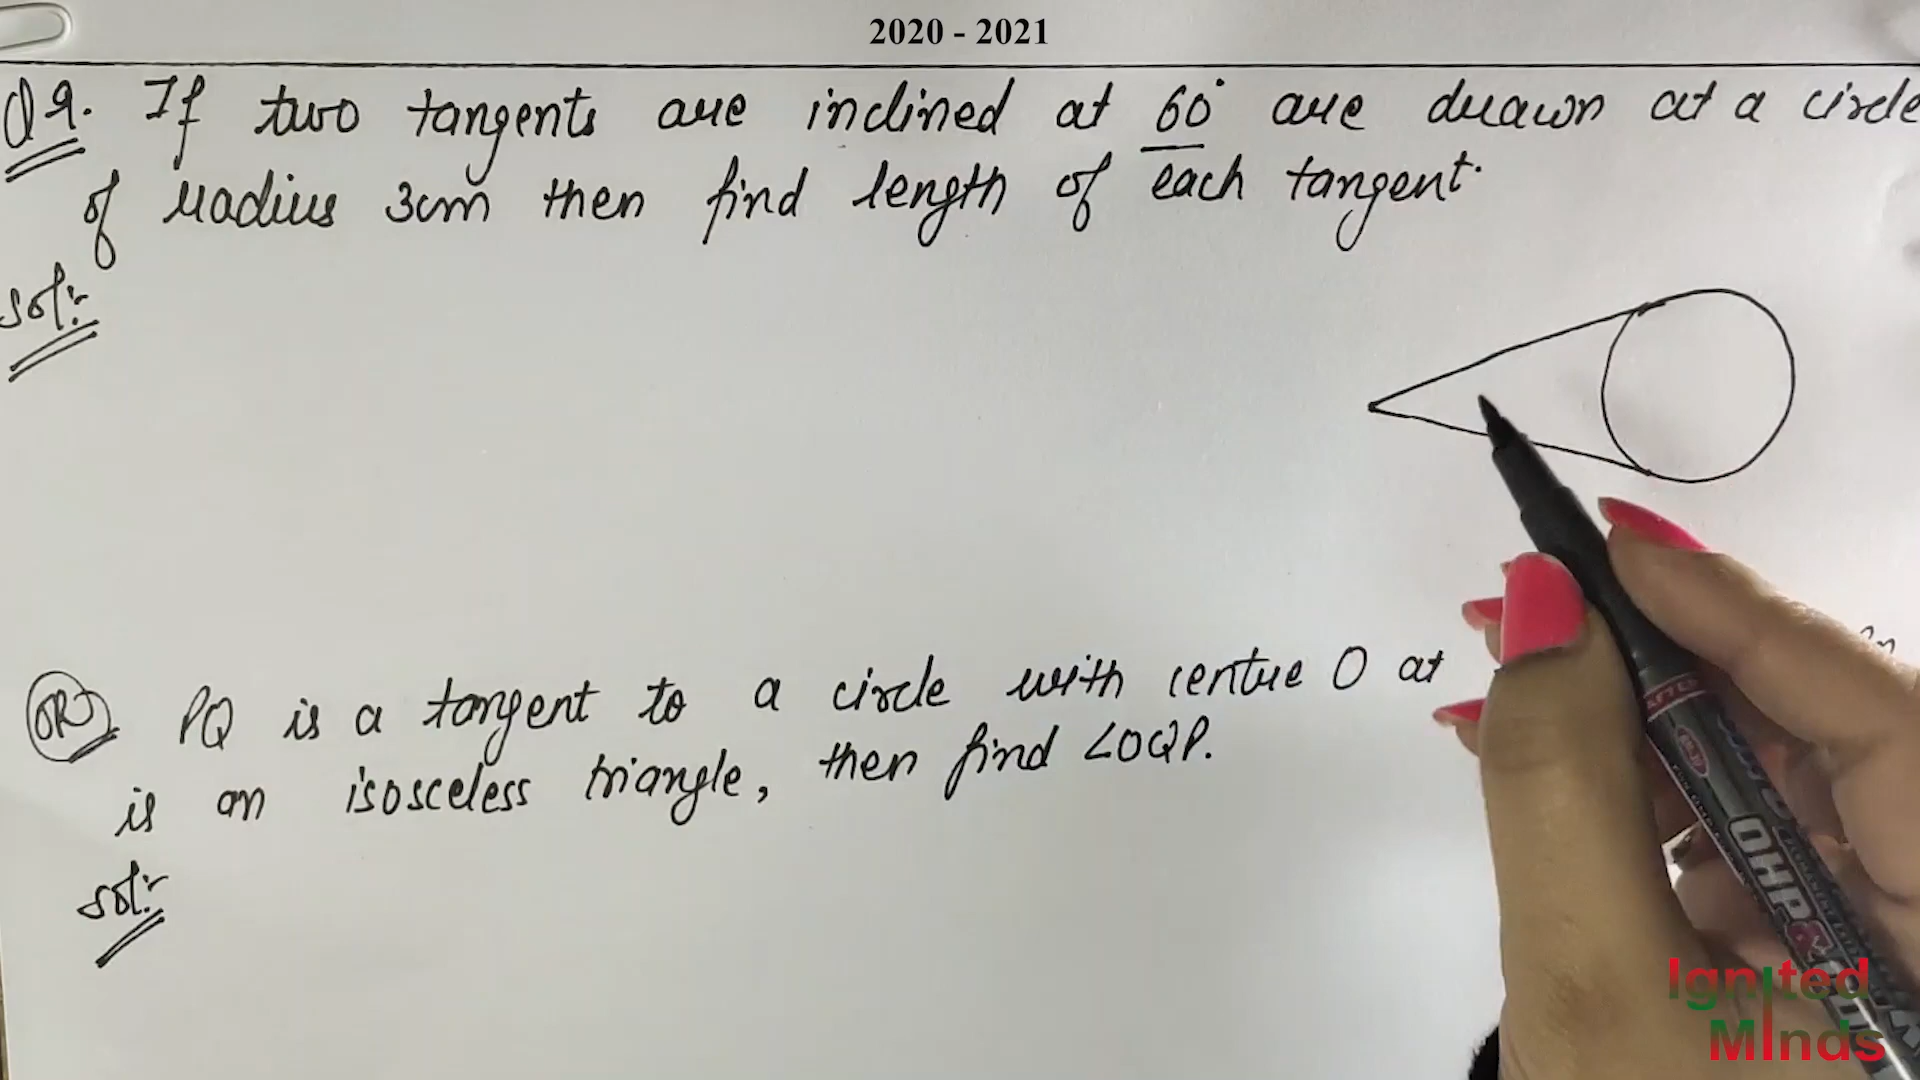 2020 - 2021
Q9. If two tangents are inclined at 60° are drawn at a circle
of radius 3cm then find length of each tangent.
Sol:-
OR PQ is a tangent to a circle with centre O at
is an isosceless triangle, then find ∠OQP.
Sol:-
OHP
Ignited
Minds